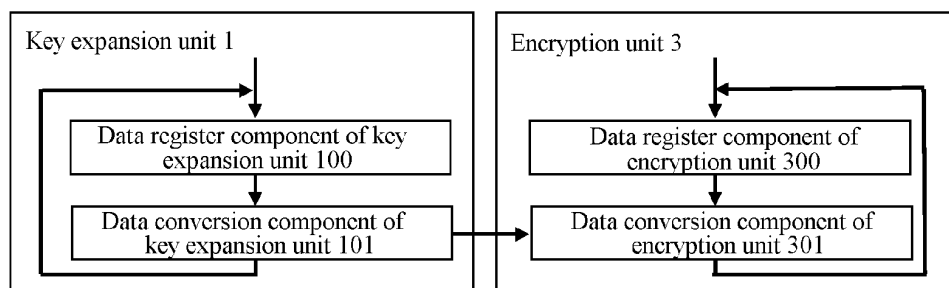 Key expansion unit 1
Data register component of key
expansion unit 100
Data conversion component of
key expansion unit 101
Encryption unit 3
Data register component of
encryption unit 300
Data conversion component of
encryption unit 301